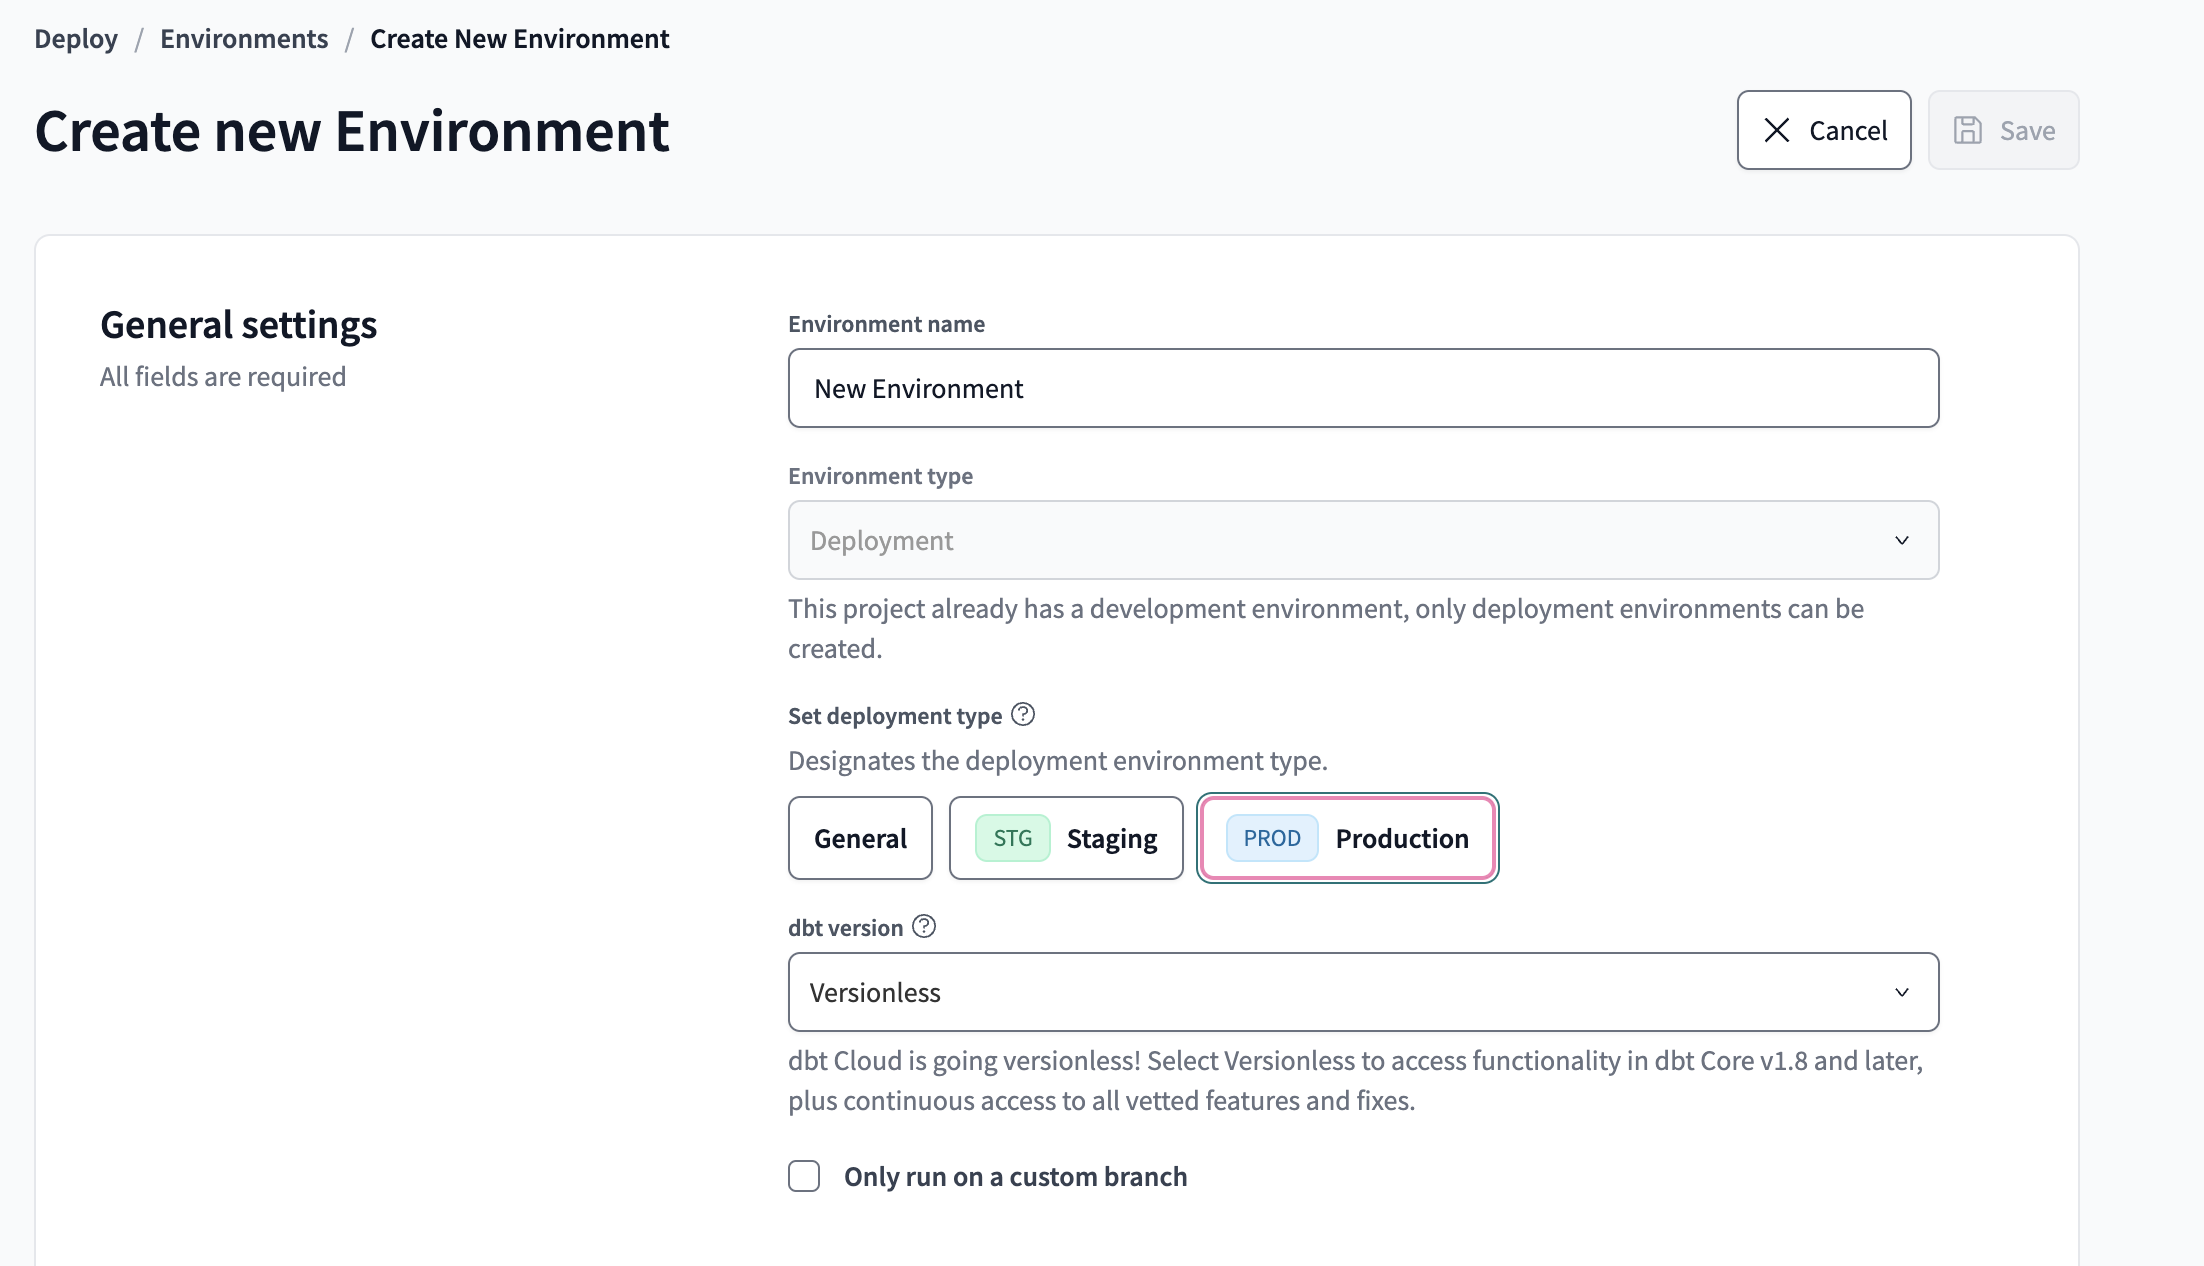 Deploy / Environments / Create New Environment
Create new Environment
Cancel
Save
General settings
All fields are required
Environment name
New Environment
Environment type
Deployment
This project already has a development environment, only deployment environments can be
created.
Set deployment type
Designates the deployment environment type.
General
STG Staging
PROD Production
dbt version
Versionless
dbt Cloud is going versionless! Select Versionless to access functionality in dbt Core v1.8 and later,
plus continuous access to all vetted features and fixes.
Only run on a custom branch